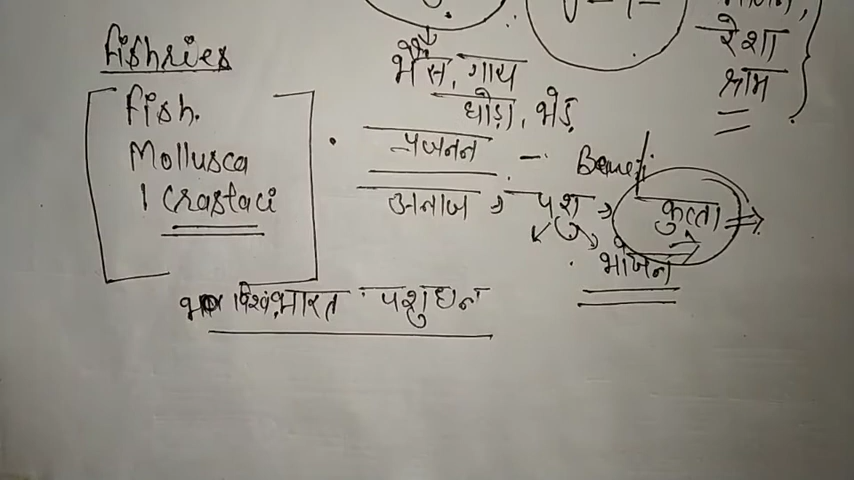 रेशा
श्रम
Fishries
भैंस, गाय
घोड़ा, भेड़
Fish.
Mollusca
Crastaci
प्रजनन - Benefi
अनाज → पशु → कुत्ता ⇒
भोजन
विश्व, भारत पशुधन